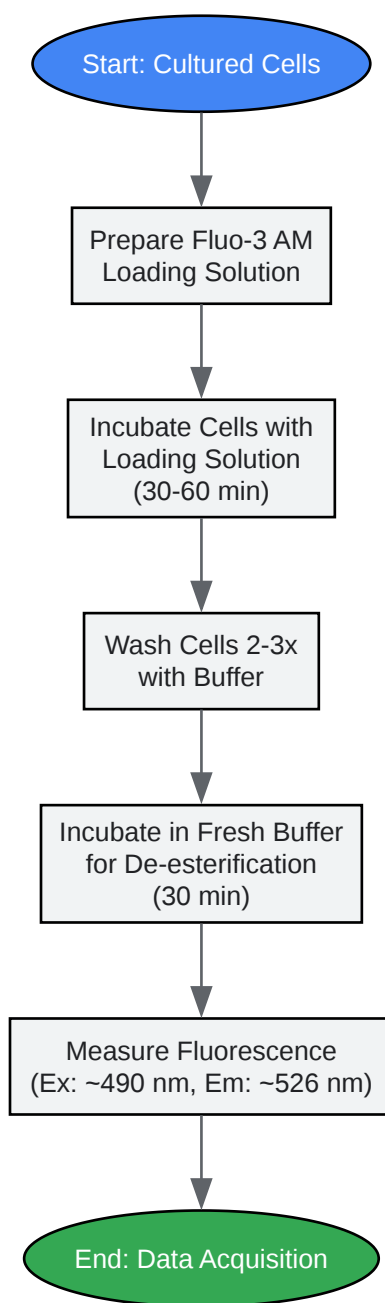 Start: Cultured Cells
Prepare Fluo-3 AM
Loading Solution
Incubate Cells with
Loading Solution
(30-60 min)
Wash Cells 2-3x
with Buffer
Incubate in Fresh Buffer
for De-esterification
(30 min)
Measure Fluorescence
(Ex: ~490 nm, Em: ~526 nm)
End: Data Acquisition